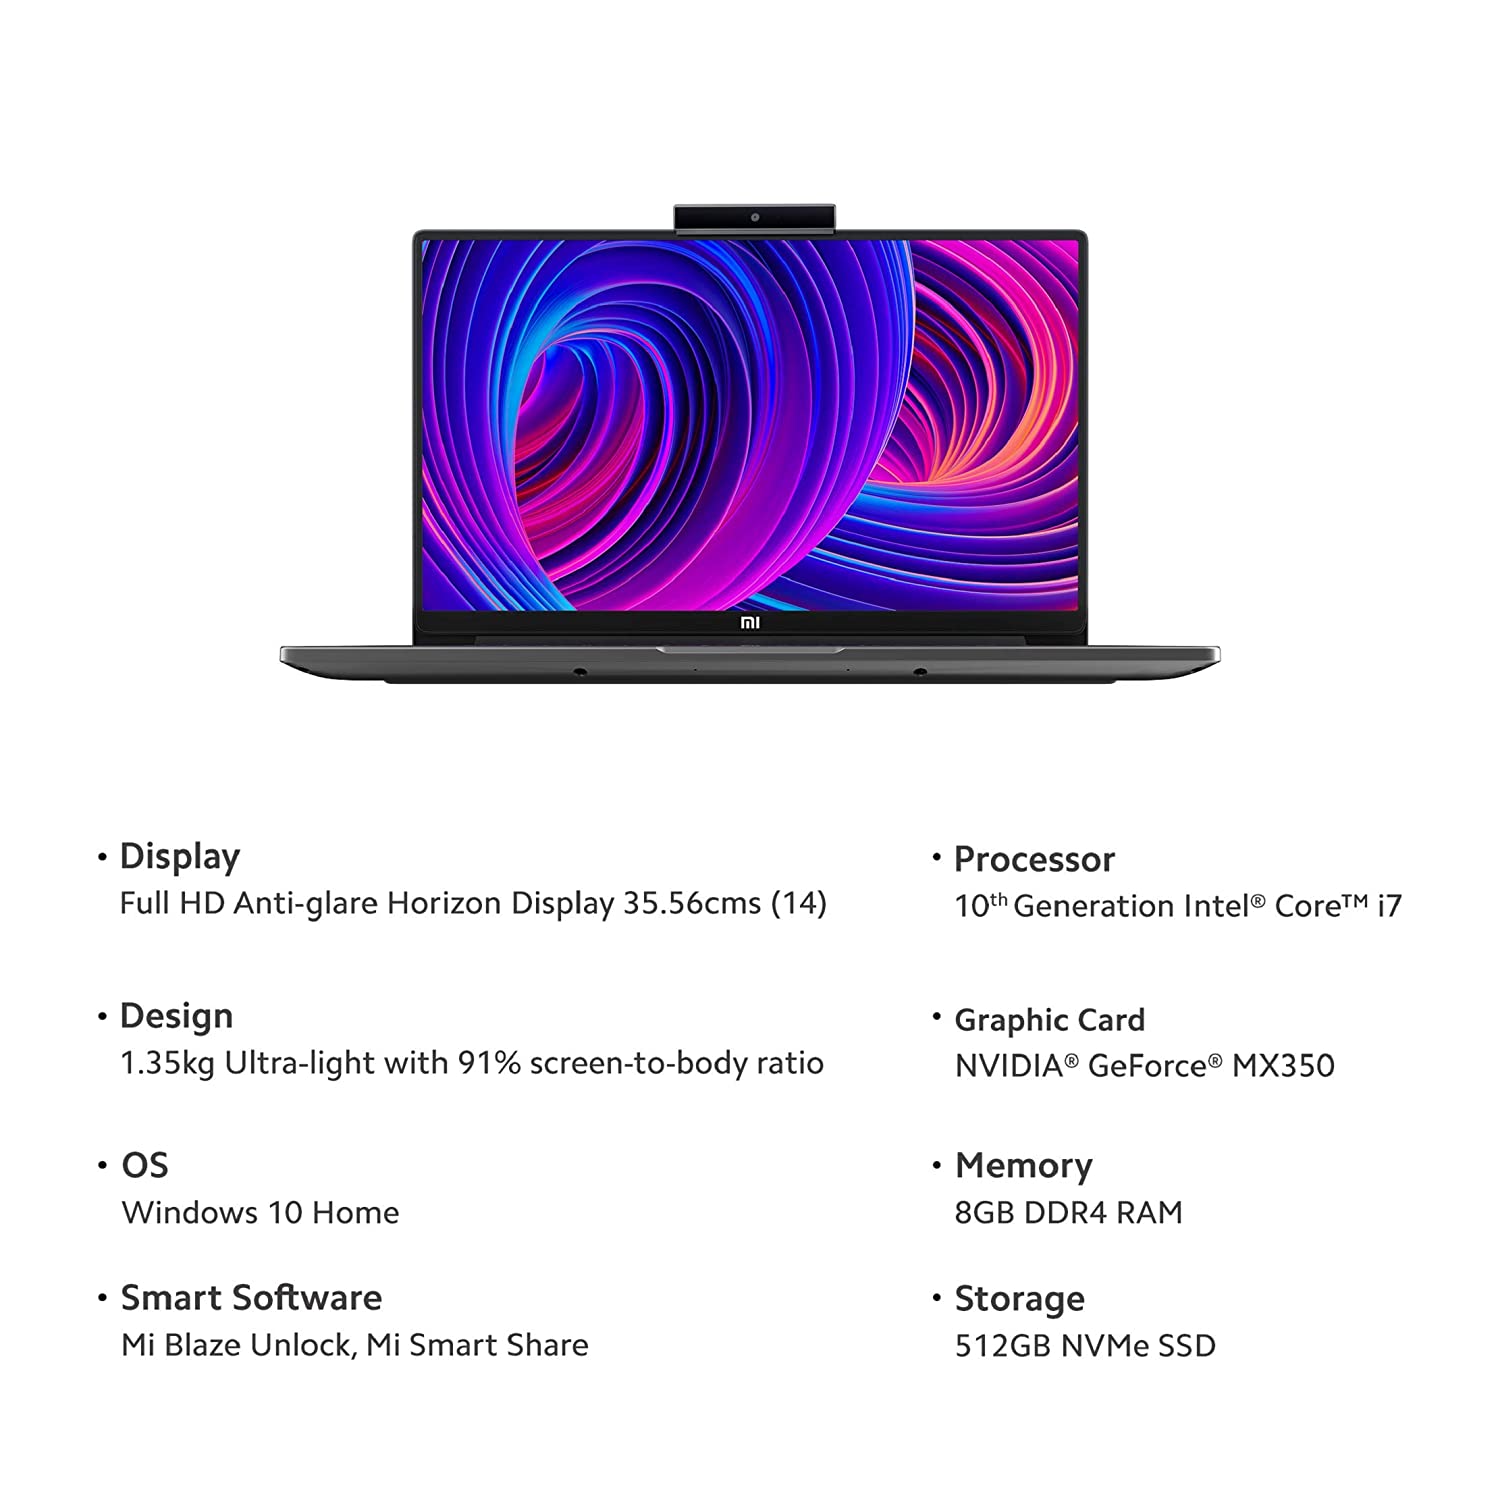 mi
• Display
Full HD Anti-glare Horizon Display 35.56cms (14)
• Design
1.35kg Ultra-light with 91% screen-to-body ratio
• OS
Windows 10 Home
• Smart Software
Mi Blaze Unlock, Mi Smart Share
• Processor
10th Generation Intel® Core™ i7
• Graphic Card
NVIDIA® GeForce® MX350
• Memory
8GB DDR4 RAM
• Storage
512GB NVMe SSD